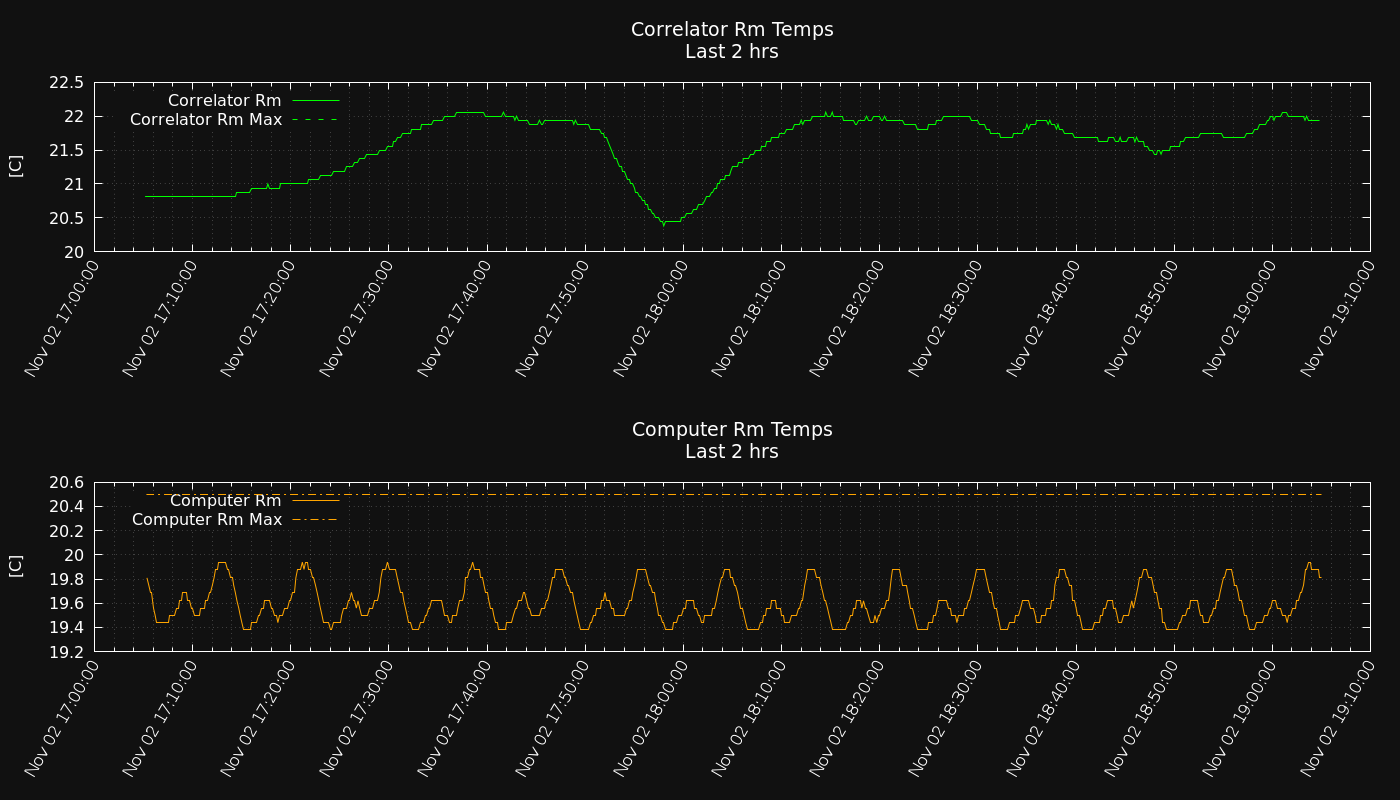 Correlator Rm Temps
Last 2 hrs
22.5
22
21.5
21
20.5
20
[C]
Correlator Rm
Correlator Rm Max
Nov 02 17:00:00
Nov 02 17:10:00
Nov 02 17:20:00
Nov 02 17:30:00
Nov 02 17:40:00
Nov 02 17:50:00
Nov 02 18:00:00
Nov 02 18:10:00
Nov 02 18:20:00
Nov 02 18:30:00
Nov 02 18:40:00
Nov 02 18:50:00
Nov 02 19:00:00
Nov 02 19:10:00
Computer Rm Temps
Last 2 hrs
20.6
20.4
20.2
20
19.8
19.6
19.4
19.2
[C]
Computer Rm
Computer Rm Max
Nov 02 17:00:00
Nov 02 17:10:00
Nov 02 17:20:00
Nov 02 17:30:00
Nov 02 17:40:00
Nov 02 17:50:00
Nov 02 18:00:00
Nov 02 18:10:00
Nov 02 18:20:00
Nov 02 18:30:00
Nov 02 18:40:00
Nov 02 18:50:00
Nov 02 19:00:00
Nov 02 19:10:00